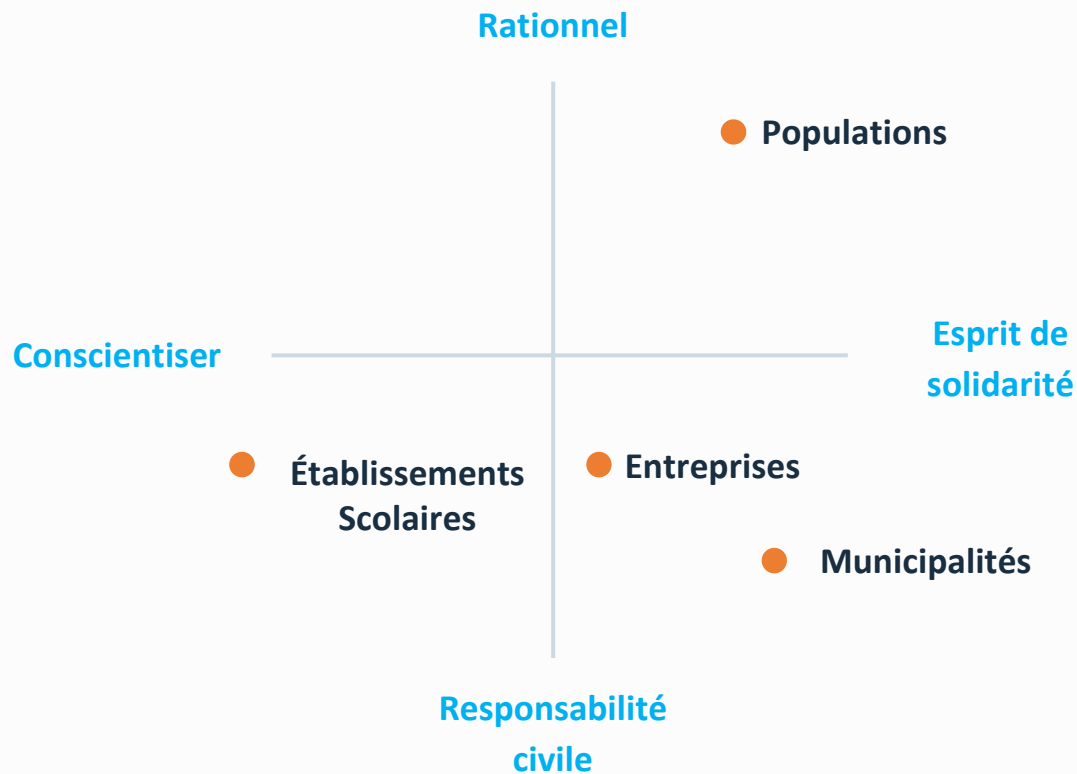 Rationnel
Populations
Conscientiser
Esprit de
solidarité
Établissements
Scolaires
Entreprises
Municipalités
Responsabilité
civile